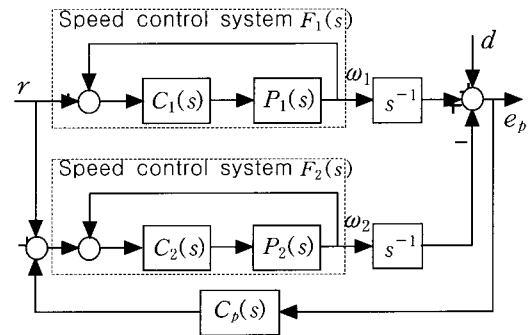 Speed control system F₁(s)
r
C₁(s)
P₁(s)
ω₁
s⁻¹
d
+
+
−
eₚ
Speed control system F₂(s)
+
C₂(s)
P₂(s)
ω₂
s⁻¹
Cₚ(s)